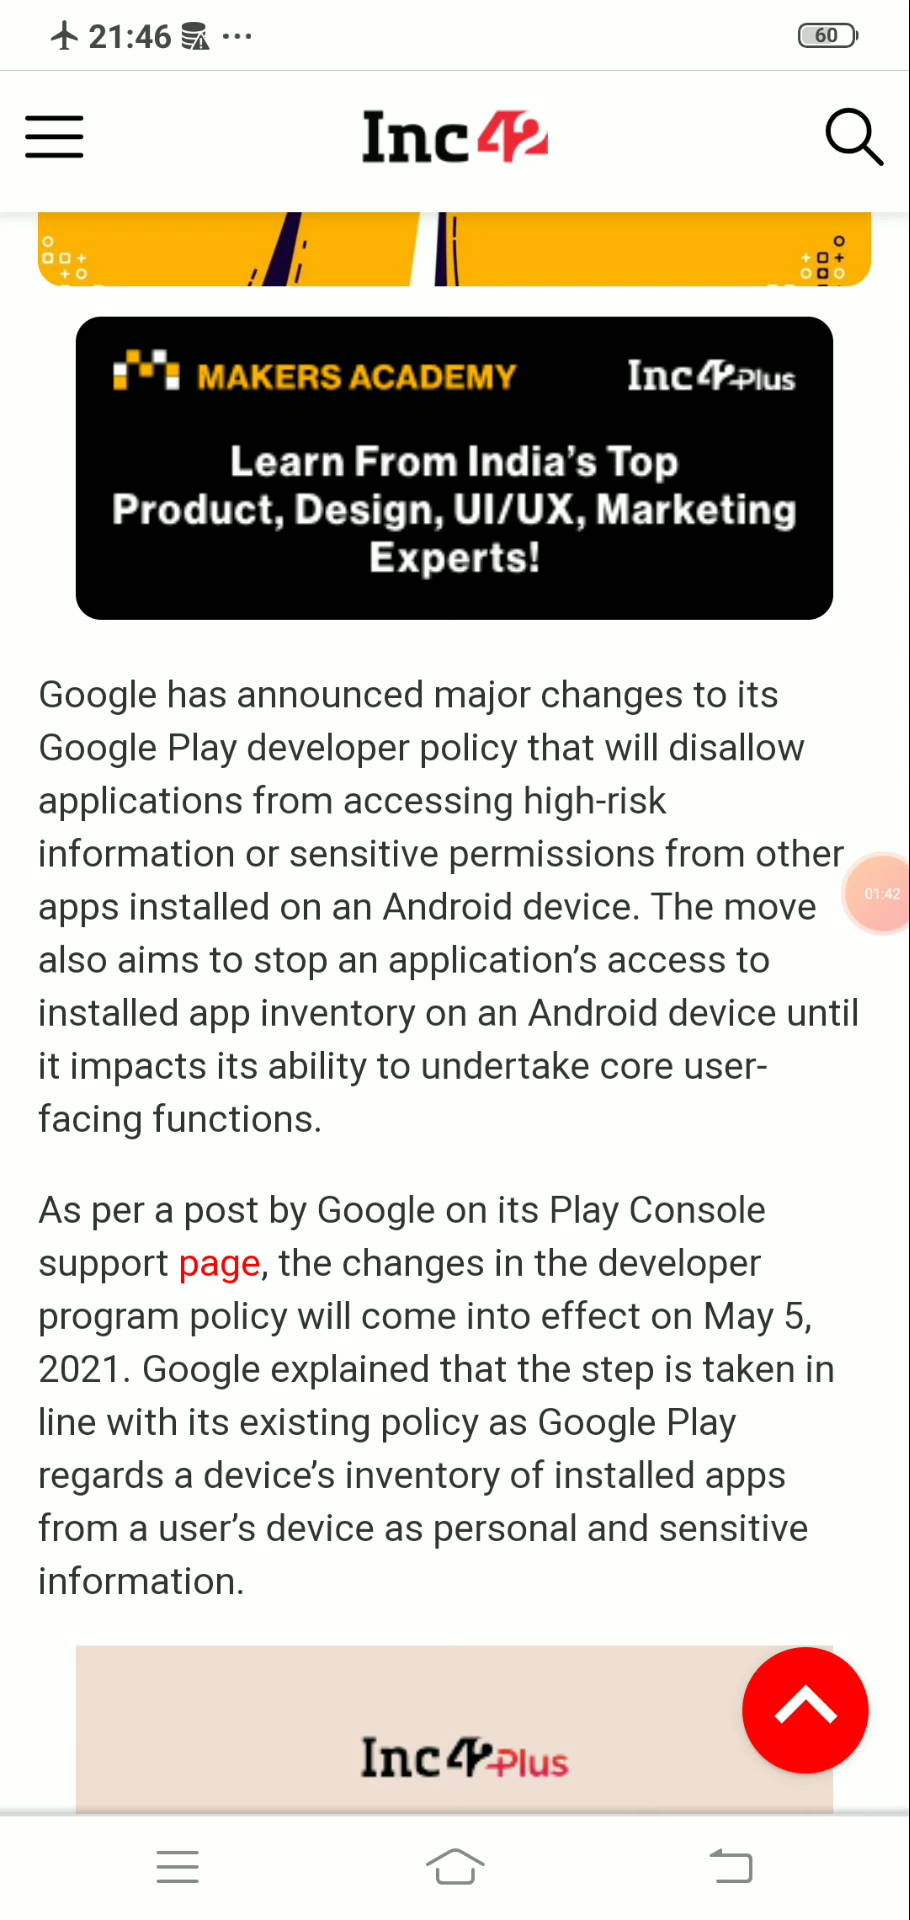 21:46 ...
60
Inc42
MAKERS ACADEMY
Inc42Plus
Learn From India's Top
Product, Design, UI/UX, Marketing
Experts!
Google has announced major changes to its
Google Play developer policy that will disallow
applications from accessing high-risk
information or sensitive permissions from other
apps installed on an Android device. The move
01:42
also aims to stop an application’s access to
installed app inventory on an Android device until
it impacts its ability to undertake core user-
facing functions.
As per a post by Google on its Play Console
support page, the changes in the developer
program policy will come into effect on May 5,
2021. Google explained that the step is taken in
line with its existing policy as Google Play
regards a device’s inventory of installed apps
from a user’s device as personal and sensitive
information.
Inc42Plus